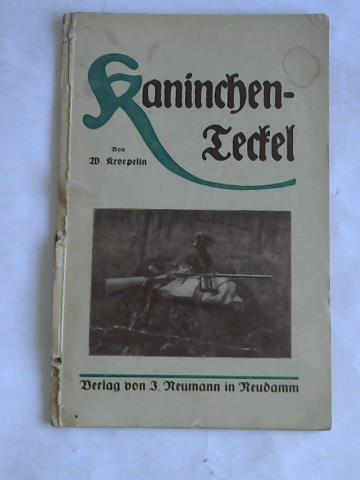 Kaninchen-
Teckel
Von
W. Kroepelin
Verlag von J. Neumann in Neudamm